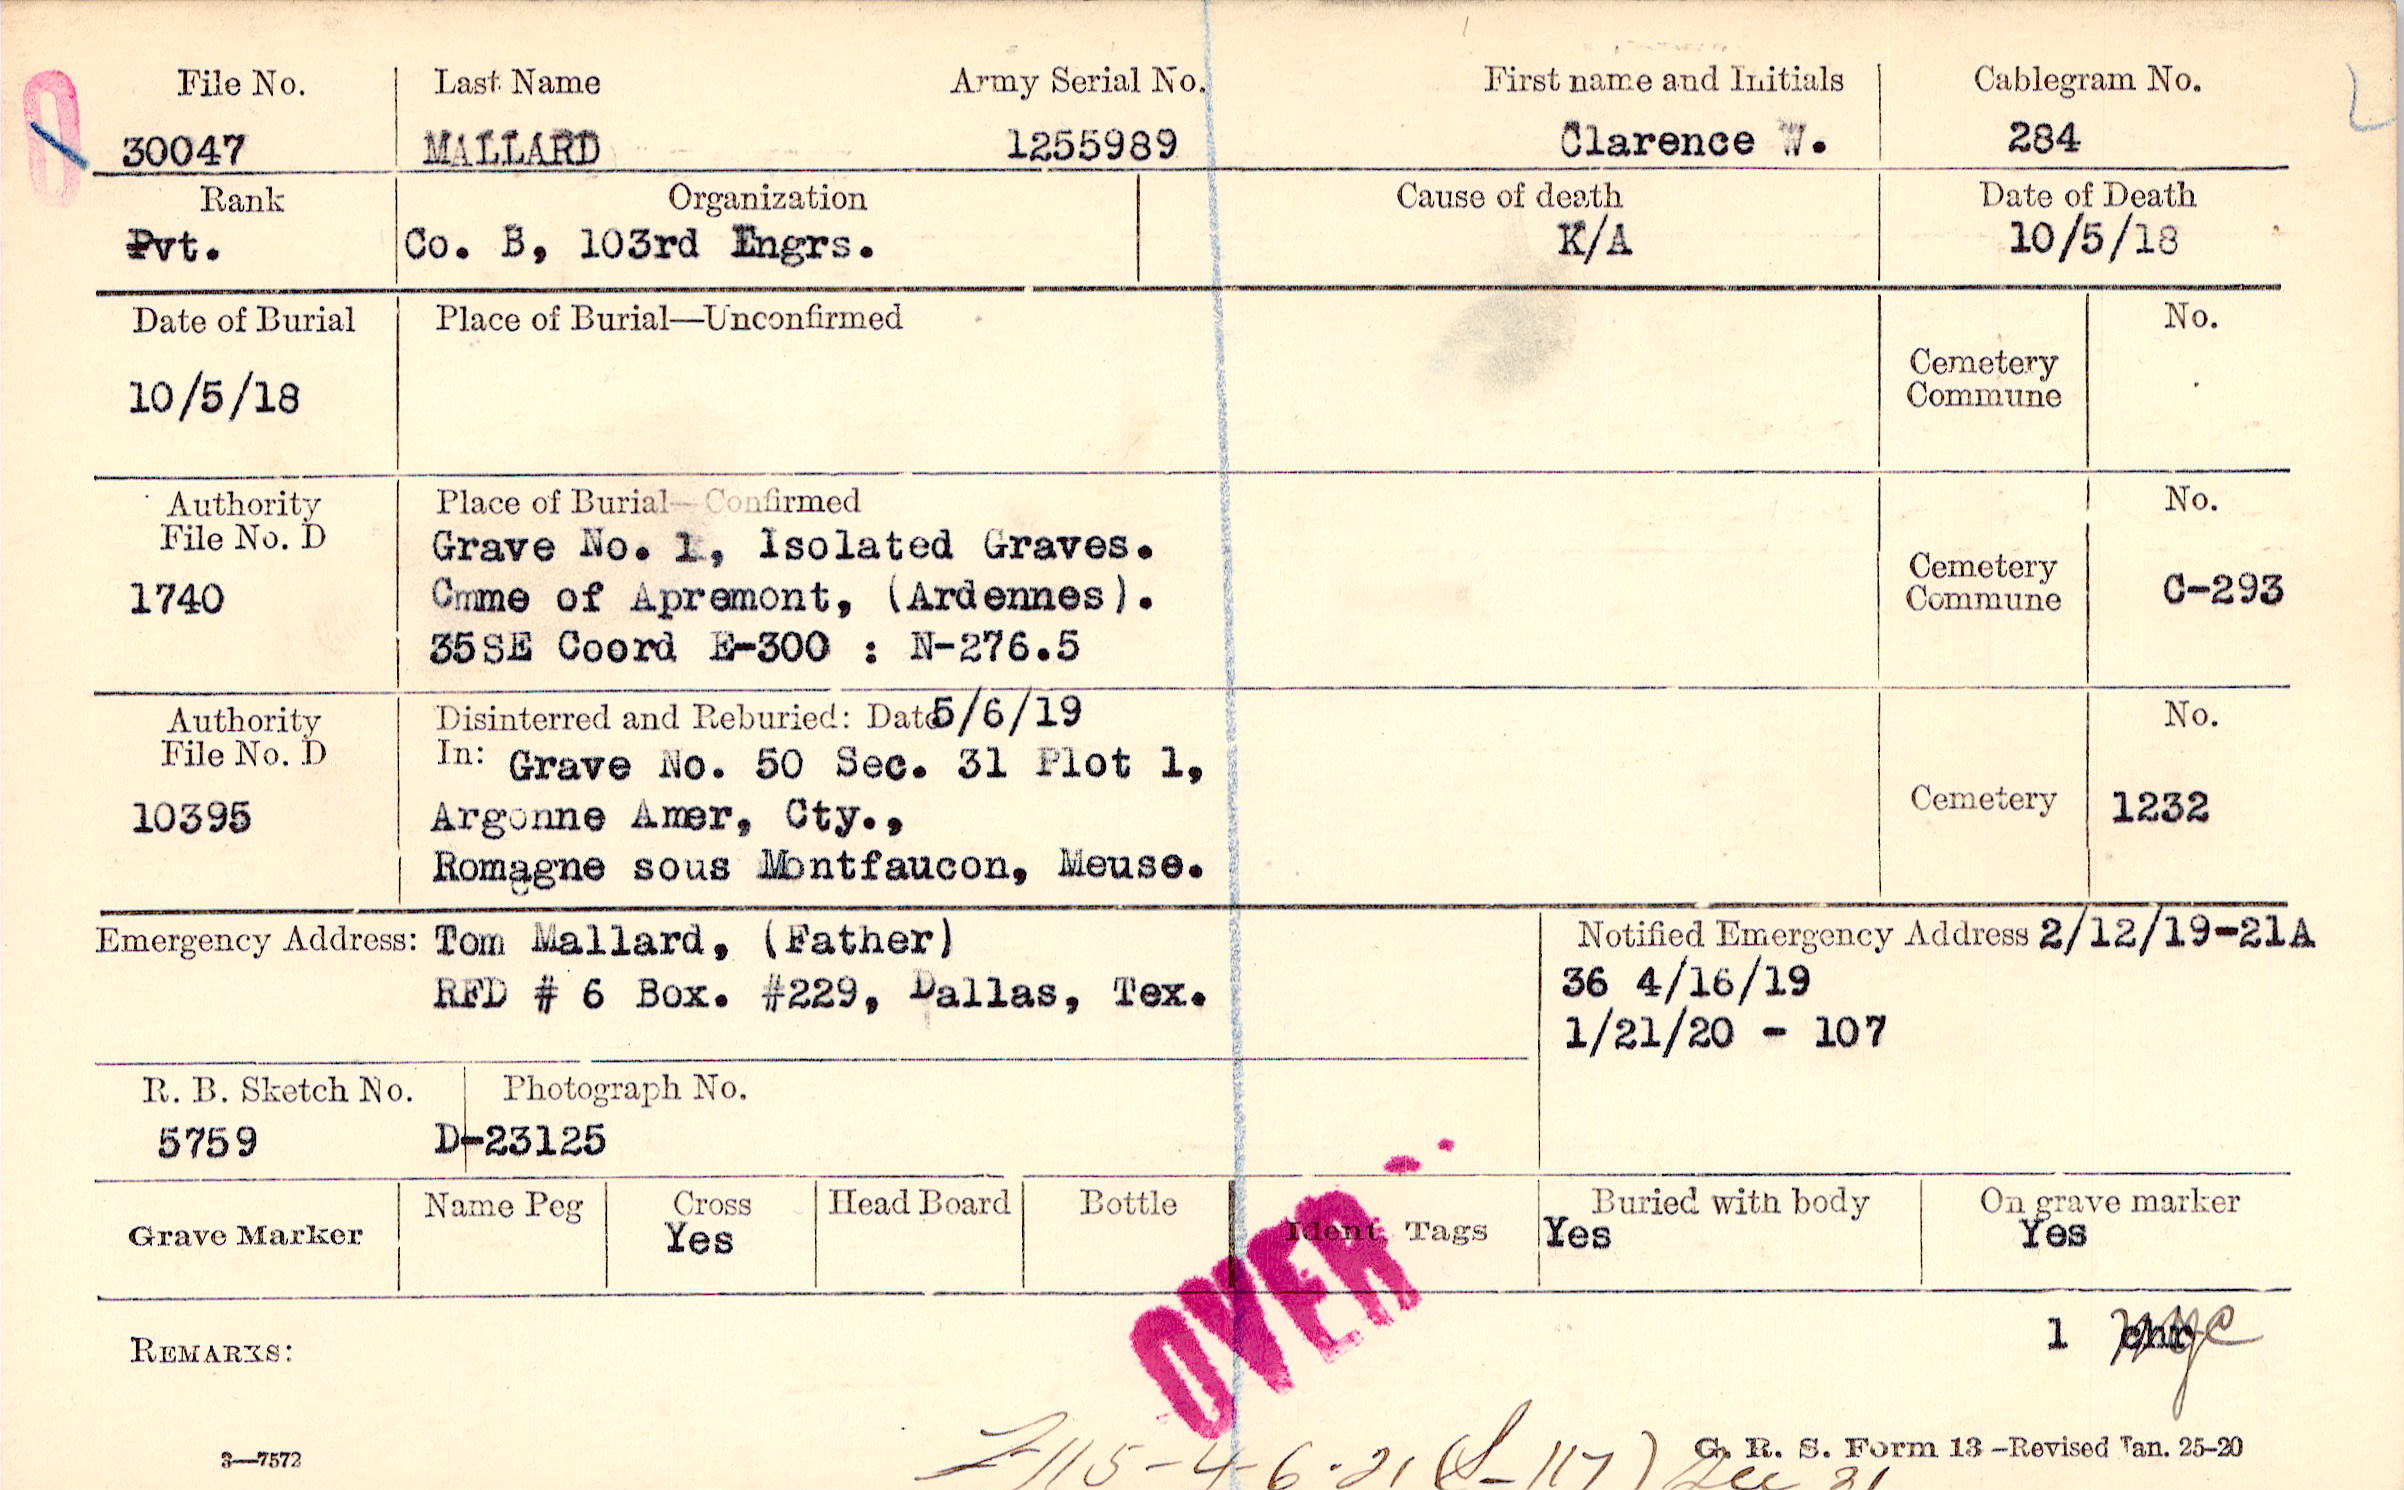 File No. Last Name Army Serial No. First name and Initials Cablegram No.
30047 MALLARD 1255989 Clarence W. 284
Rank Organization Cause of death Date of Death
Pvt. Co. B, 103rd Engrs. K/A 10/5/18
Date of Burial Place of Burial—Unconfirmed No.
Cemetery
Commune
10/5/18
Authority Place of Burial—Confirmed No.
File No. D
Grave No. 1, Isolated Graves.
Cemetery
1740 Cmme of Apremont, (Ardennes). Commune C-293
35SE Coord E-300 : N-276.5
Authority Disinterred and Reburied: Date 5/6/19 No.
File No. D In: Grave No. 50 Sec. 31 Plot 1,
10395 Argonne Amer, Cty., Cemetery 1232
Romagne sous Montfaucon, Meuse.
Emergency Address: Tom Mallard, (Father) Notified Emergency Address 2/12/19-21A
RFD # 6 Box. #229, Dallas, Tex. 36 4/16/19
1/21/20 - 107
R. B. Sketch No. Photograph No.
5759 D-23125
Grave Marker Name Peg Cross Head Board Bottle Ident. Tags Buried with body On grave marker
Yes Yes Yes
OVER
1
REMARKS:
3—7572 G. R. S. Form 13 —Revised Jan. 25-20